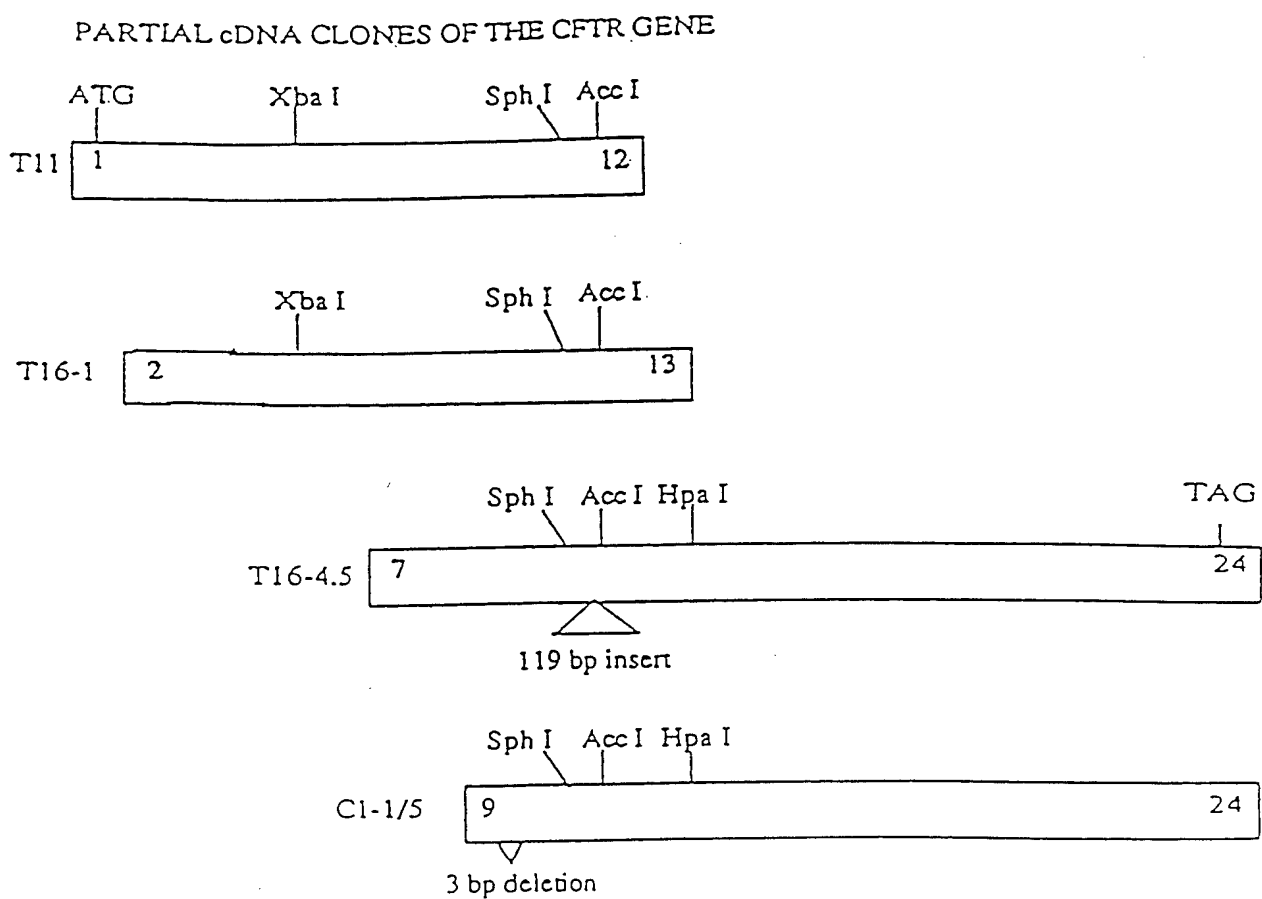 PARTIAL cDNA CLONES OF THE CFTR GENE
ATG Xba I Sph I Acc I
T11 1 12
Xba I Sph I Acc I
T16-1 2 13
Sph I Acc I Hpa I TAG
T16-4.5 7 24
119 bp insert
Sph I Acc I Hpa I
C1-1/5 9 24
3 bp deletion